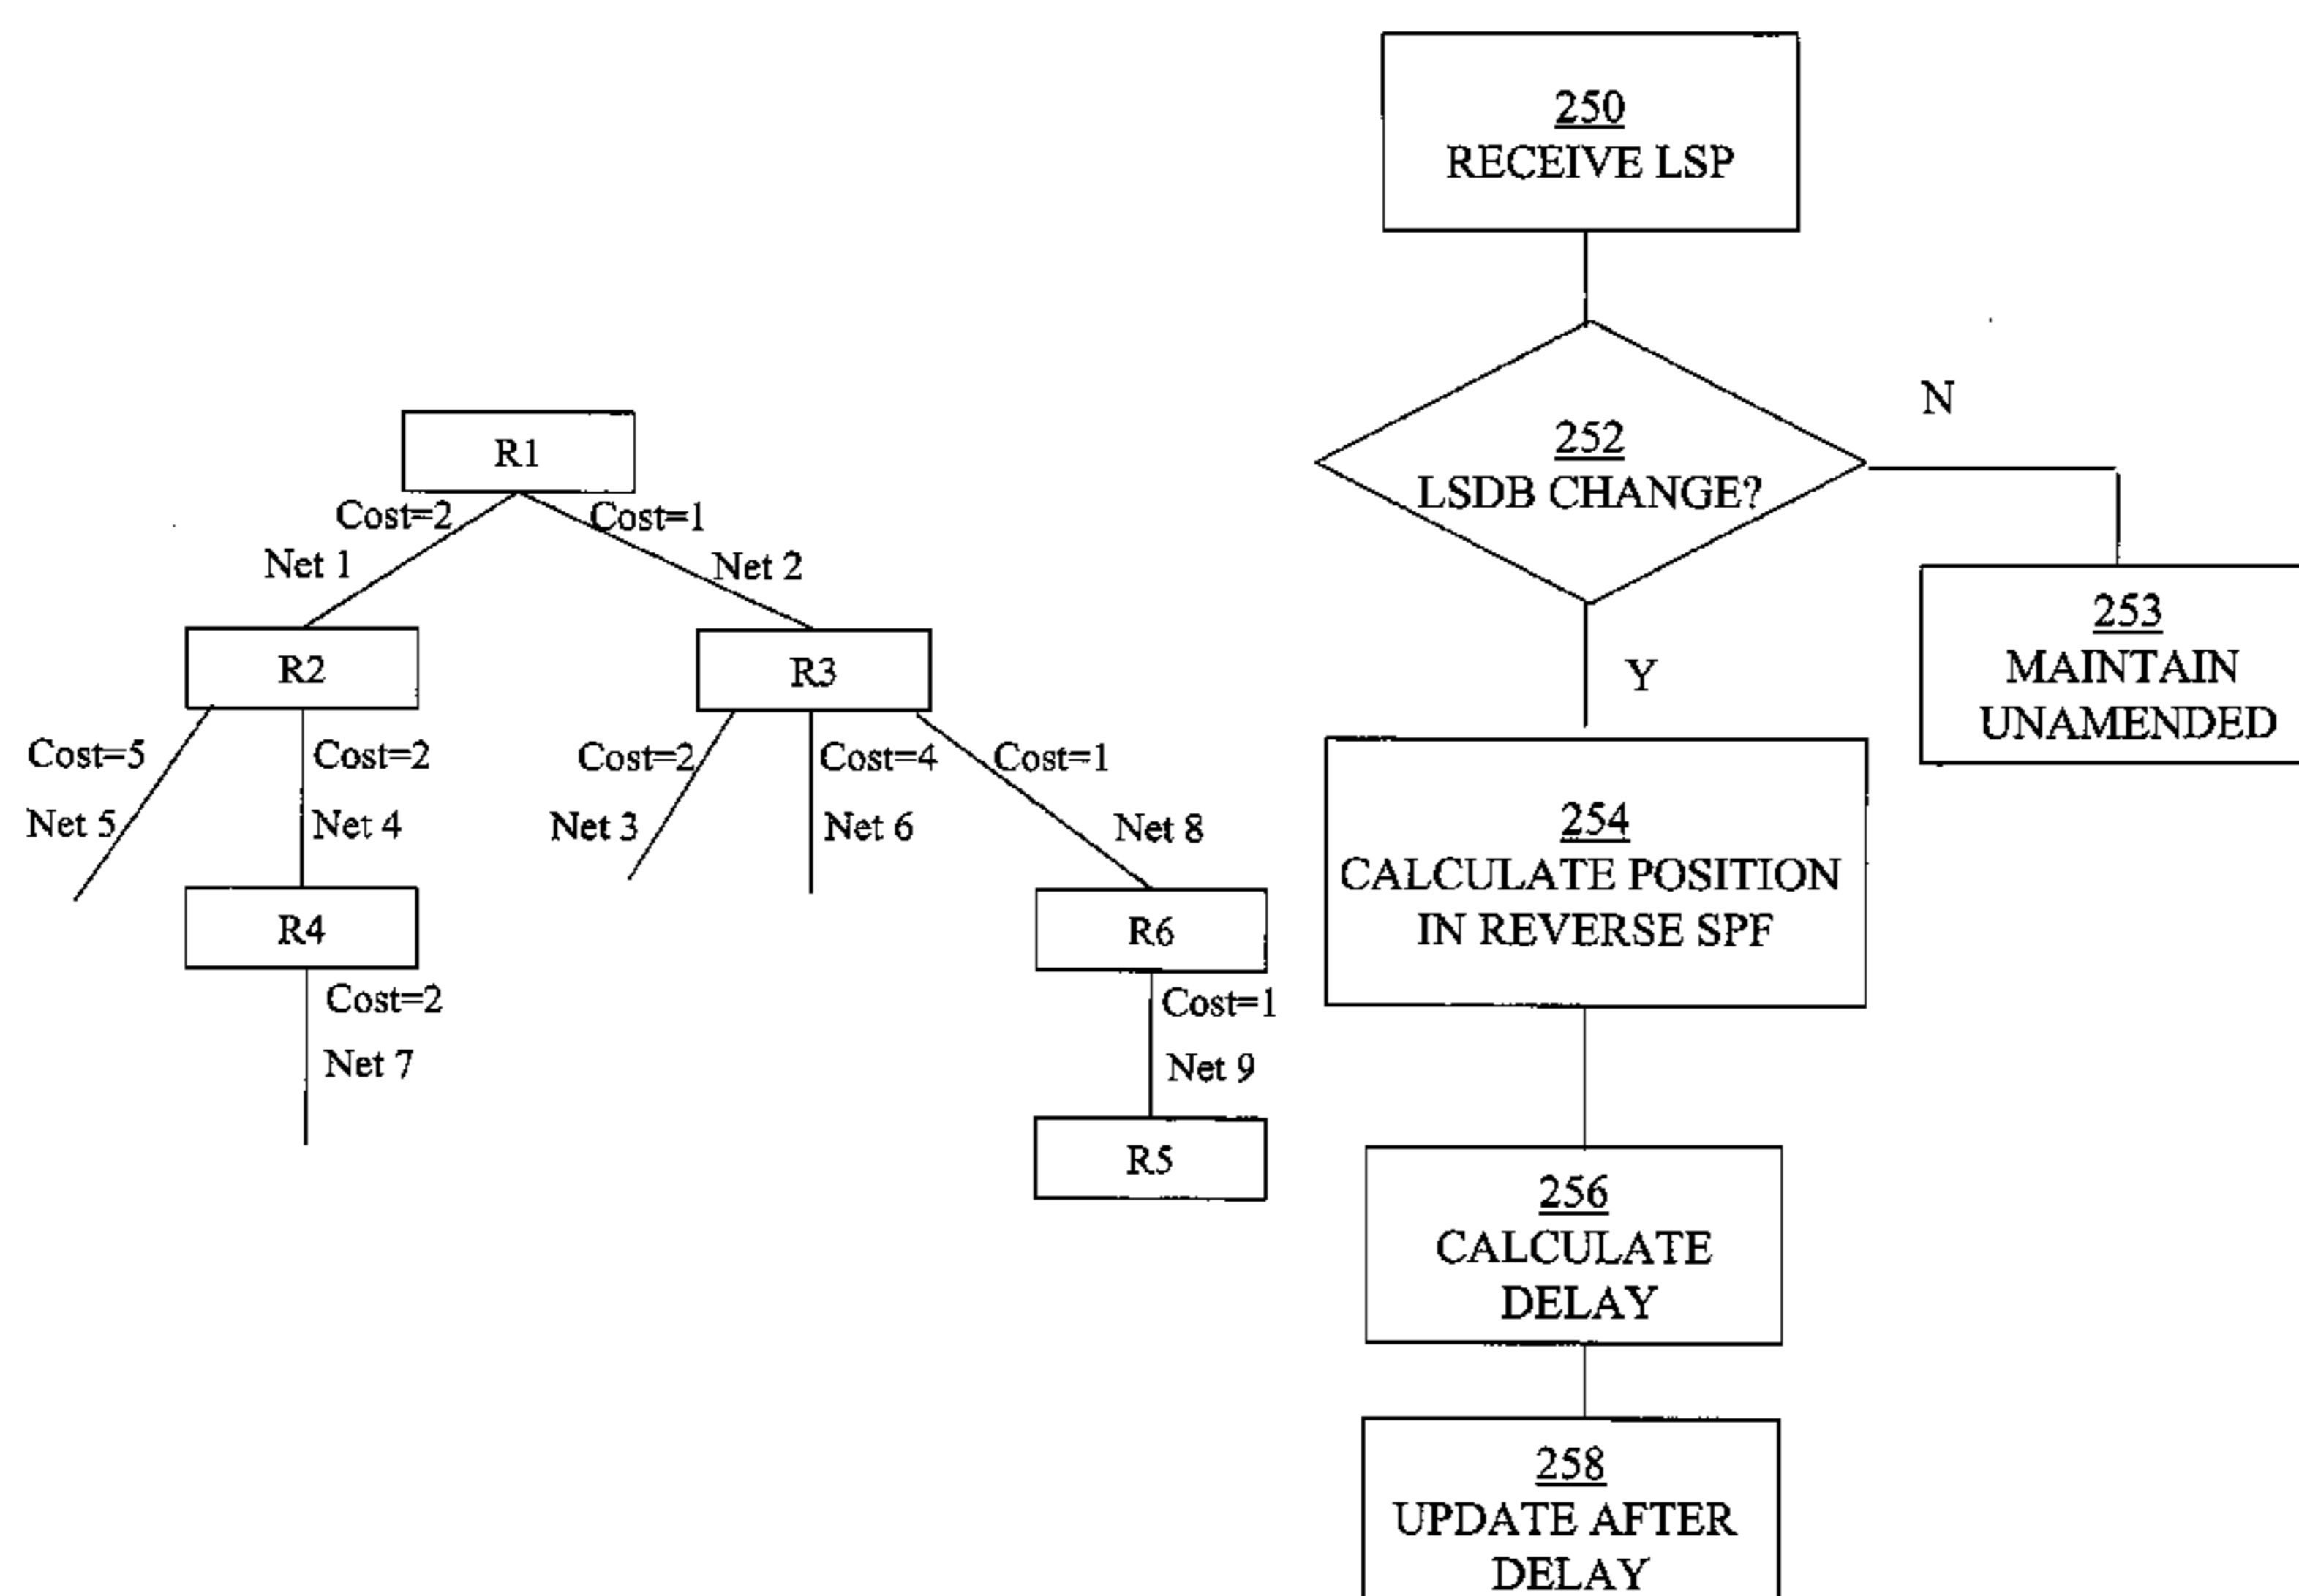 R1
Cost=2
Cost=1
Net 1
Net 2
R2
R3
Cost=5
Cost=2
Cost=2
Cost=4
Cost=1
Net 5
Net 4
Net 3
Net 6
Net 8
R4
R6
Cost=2
Cost=1
Net 7
Net 9
R5
250
RECEIVE LSP
252
LSDB CHANGE?
N
253
MAINTAIN
UNAMENDED
Y
254
CALCULATE POSITION
IN REVERSE SPF
256
CALCULATE
DELAY
258
UPDATE AFTER
DELAY